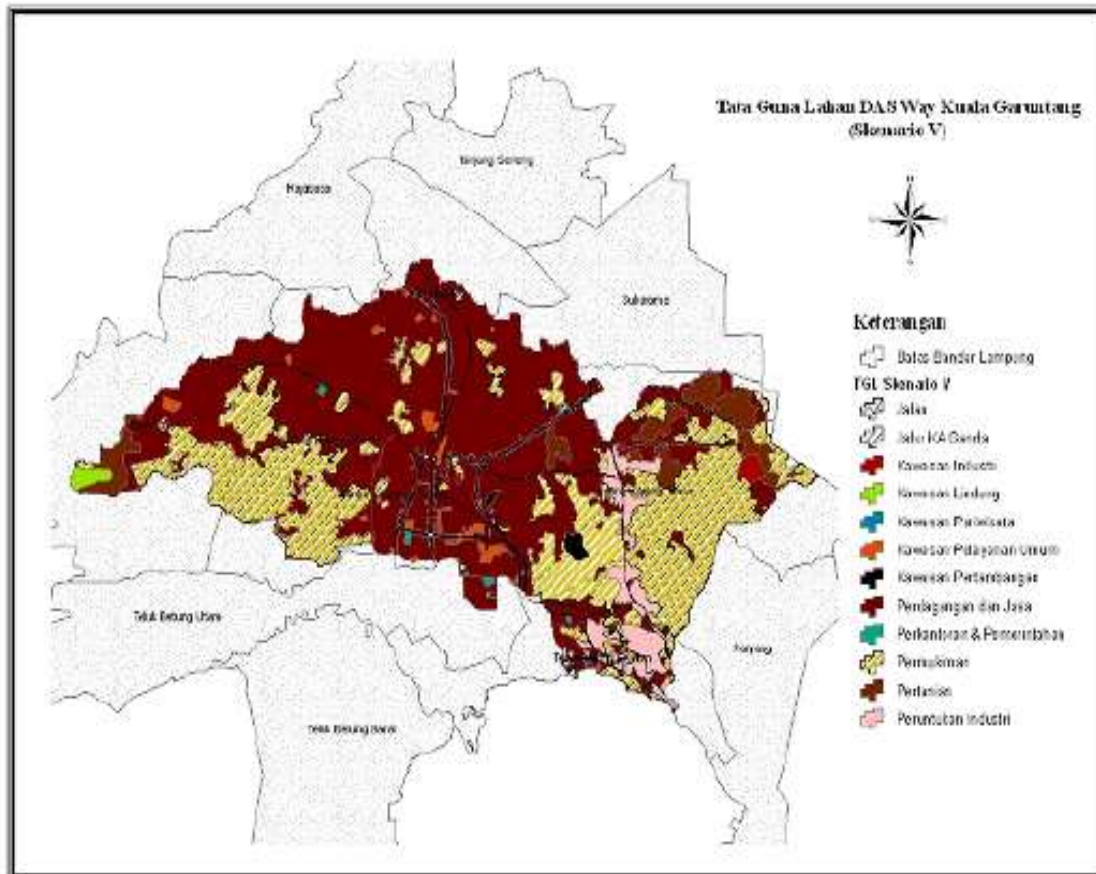 Tata Guna Lahan DAS Way Kuala Garuntang
(Skenario V)
Tanjung Senang
Rajabasa
Sukarame
Keterangan
Batas Bandar Lampung
TGL Skenario V
Jalan
Jalur KA Ganda
Kawasan Industri
Kawasan Lindung
Kawasan Pariwisata
Kawasan Pelayanan Umum
Kawasan Pertambangan
Perdagangan dan Jasa
Perkantoran & Pemerintahan
Permukiman
Pertanian
Peruntukan Industri
Teluk Betung Utara
Panjang
Teluk Betung Barat